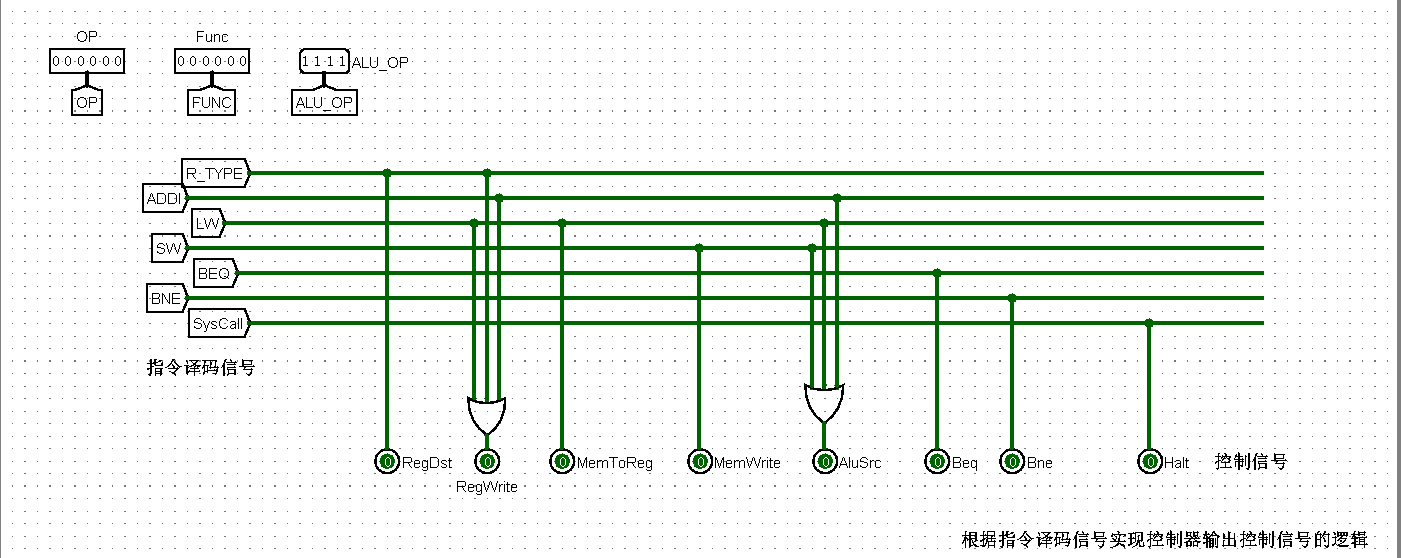 OP
Func
000000
000000
1111
ALU_OP
OP
FUNC
ALU_OP
R_TYPE
ADDI
LW
SW
BEQ
BNE
SysCall
指令译码信号
0 RegDst
0
0 MemToReg
0 MemWrite
0 AluSrc
0 Beq
0 Bne
0 Halt
控制信号
RegWrite
根据指令译码信号实现控制器输出控制信号的逻辑